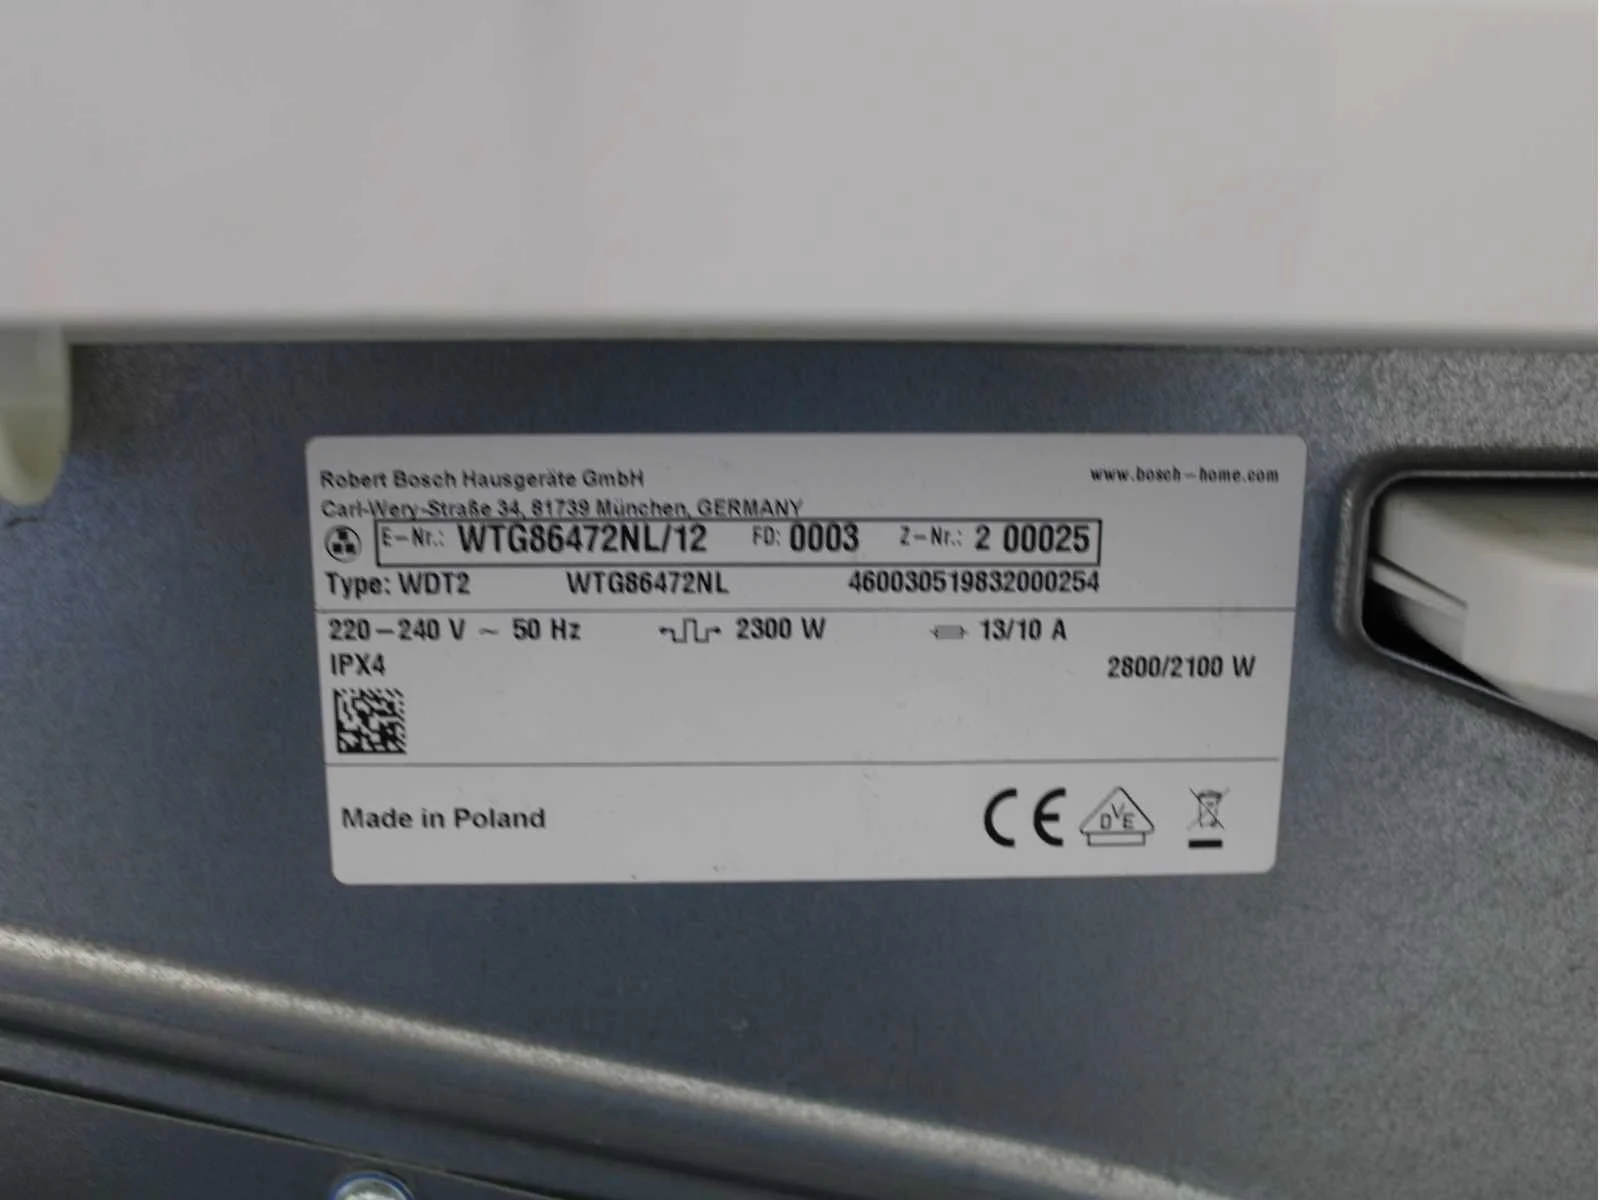 Robert Bosch Hausgeräte GmbH www.bosch-home.com
Carl-Wery-Straße 34, 81739 München, GERMANY
E-Nr.: WTG86472NL/12 FD: 0003 Z-Nr.: 2 00025
Type: WDT2 WTG86472NL 460030519832000254
220-240 V ~ 50 Hz 2300 W 13/10 A
IPX4 2800/2100 W
Made in Poland CE DVE